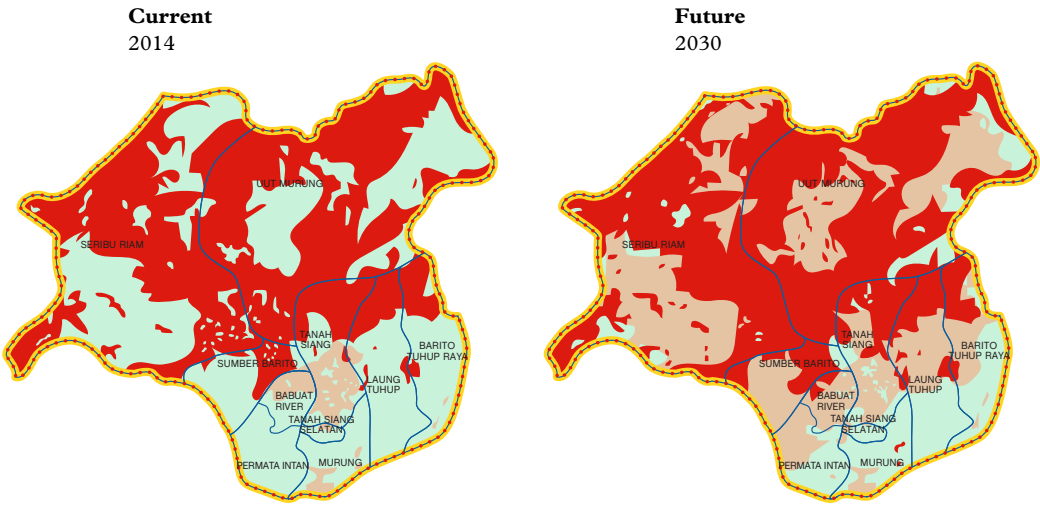 Current
2014
UUT MURUNG
SERIBU RIAM
TANAH
SIANG
SUMBER BARITO
BARITO
TUHUP RAYA
LAUNG
TUHUP
BABUAT
RIVER
TANAH SIANG
SELATAN
PERMATA INTAN
MURUNG
Future
2030
UUT MURUNG
SERIBU RIAM
TANAH
SIANG
SUMBER BARITO
BARITO
TUHUP RAYA
LAUNG
TUHUP
BABUAT
RIVER
TANAH SIANG
SELATAN
PERMATA INTAN
MURUNG